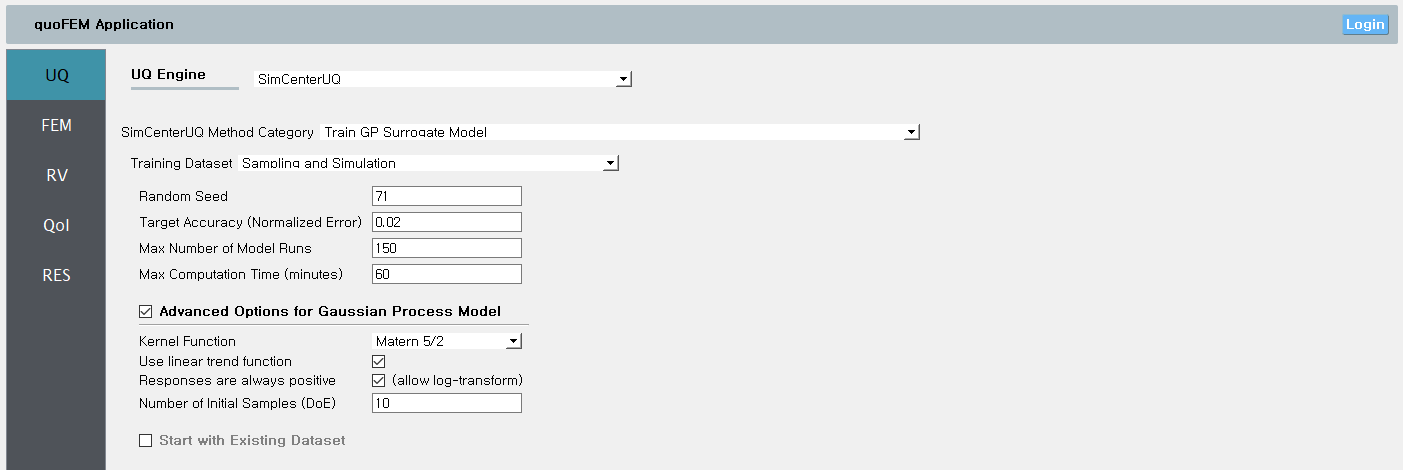 quoFEM Application
Login
UQ
FEM
RV
QoI
RES
UQ Engine SimCenterUQ
SimCenterUQ Method Category Train GP Surrogate Model
Training Dataset Sampling and Simulation
Random Seed 71
Target Accuracy (Normalized Error) 0.02
Max Number of Model Runs 150
Max Computation Time (minutes) 60
Advanced Options for Gaussian Process Model
Kernel Function Matern 5/2
Use linear trend function
Responses are always positive (allow log-transform)
Number of Initial Samples (DoE) 10
Start with Existing Dataset